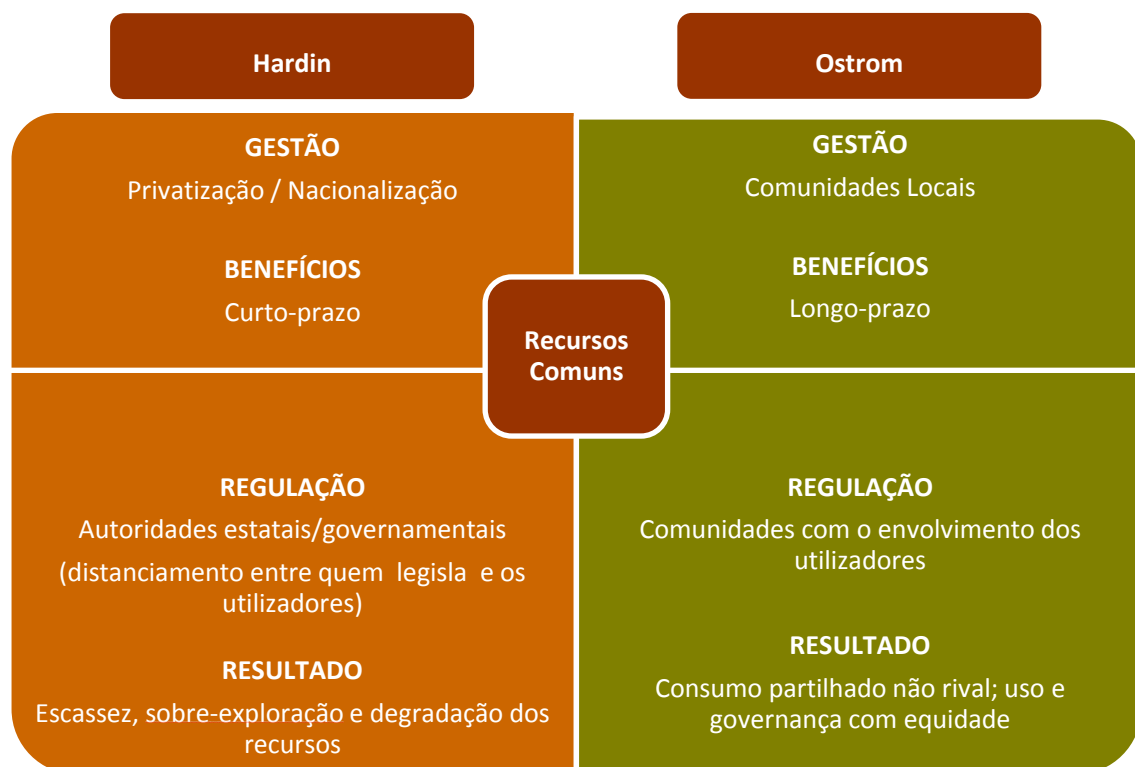 Hardin
Ostrom
GESTÃO
Privatização / Nacionalização
BENEFÍCIOS
Curto-prazo
GESTÃO
Comunidades Locais
BENEFÍCIOS
Longo-prazo
Recursos
Comuns
REGULAÇÃO
Autoridades estatais/governamentais
(distanciamento entre quem legisla e os
utilizadores)
RESULTADO
Escassez, sobre-exploração e degradação dos
recursos
REGULAÇÃO
Comunidades com o envolvimento dos
utilizadores
RESULTADO
Consumo partilhado não rival; uso e
governança com equidade